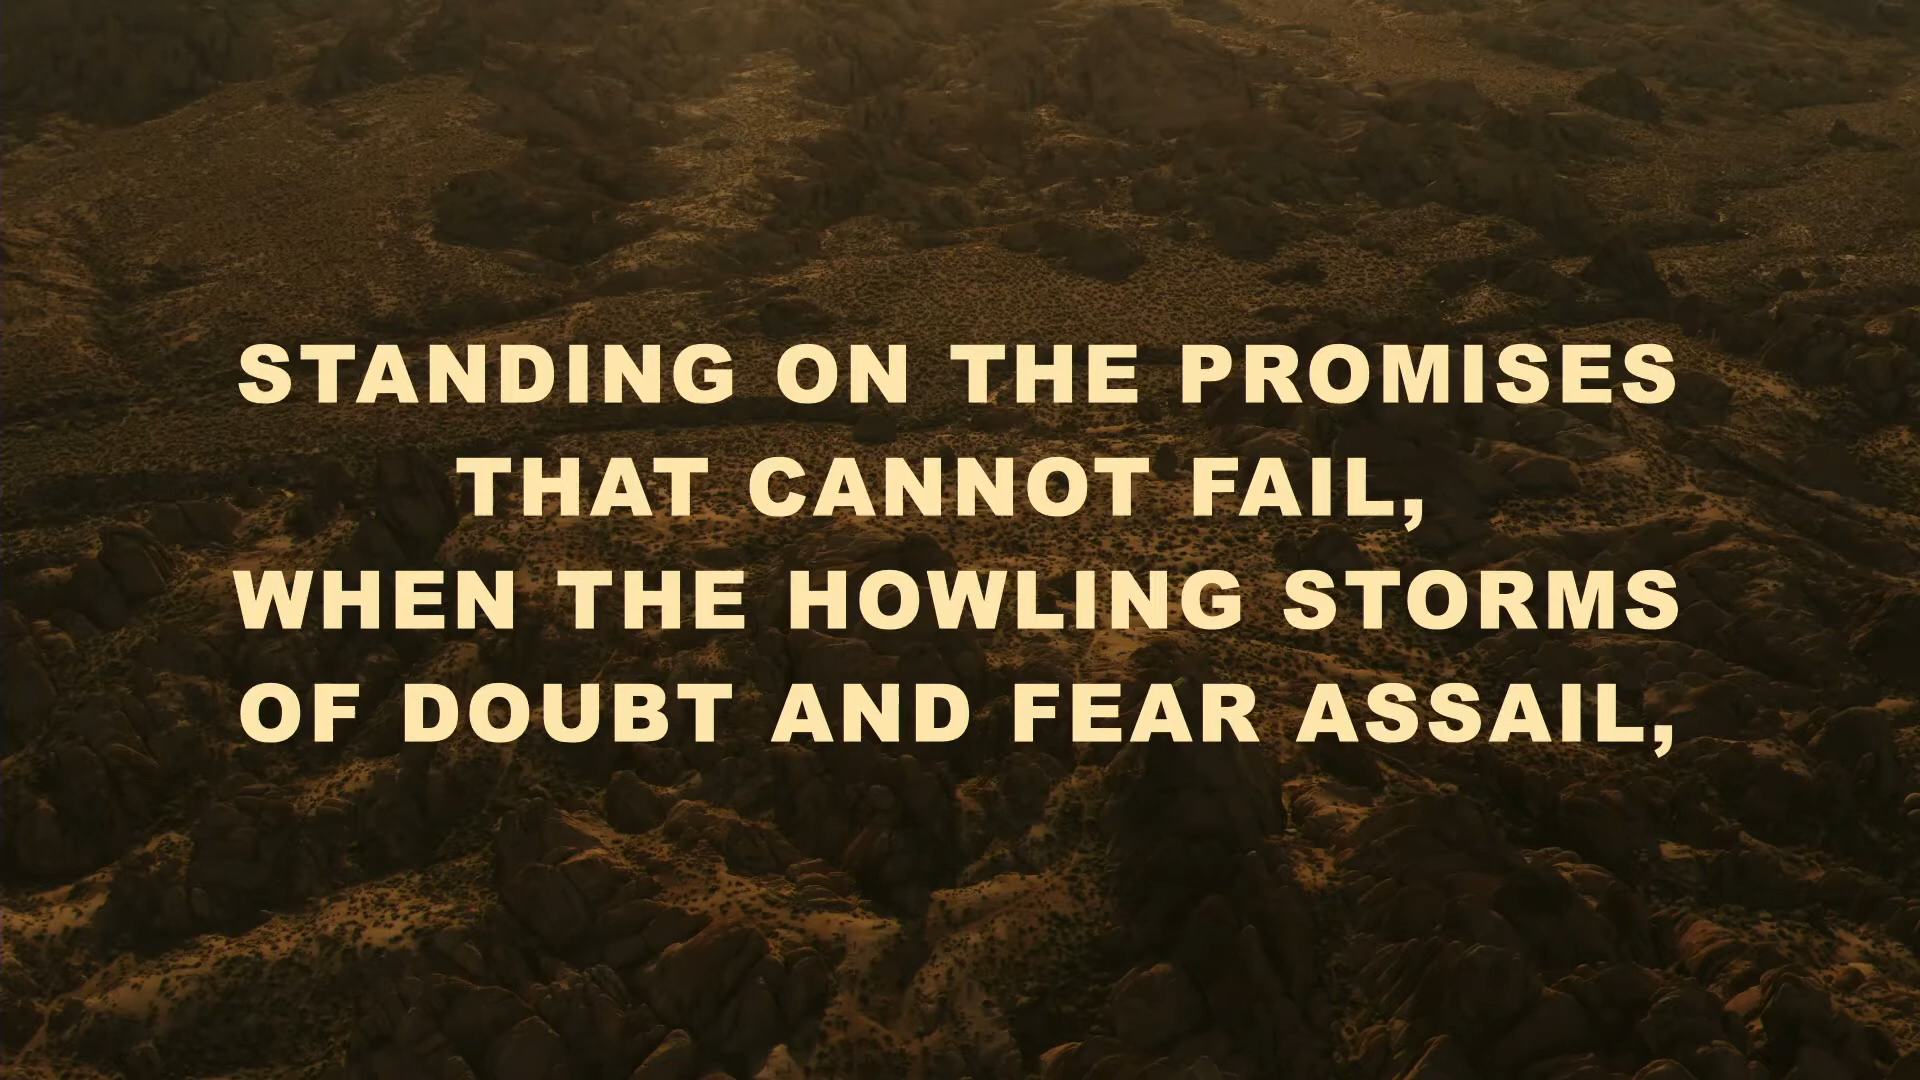 STANDING ON THE PROMISES
THAT CANNOT FAIL,
WHEN THE HOWLING STORMS
OF DOUBT AND FEAR ASSAIL,